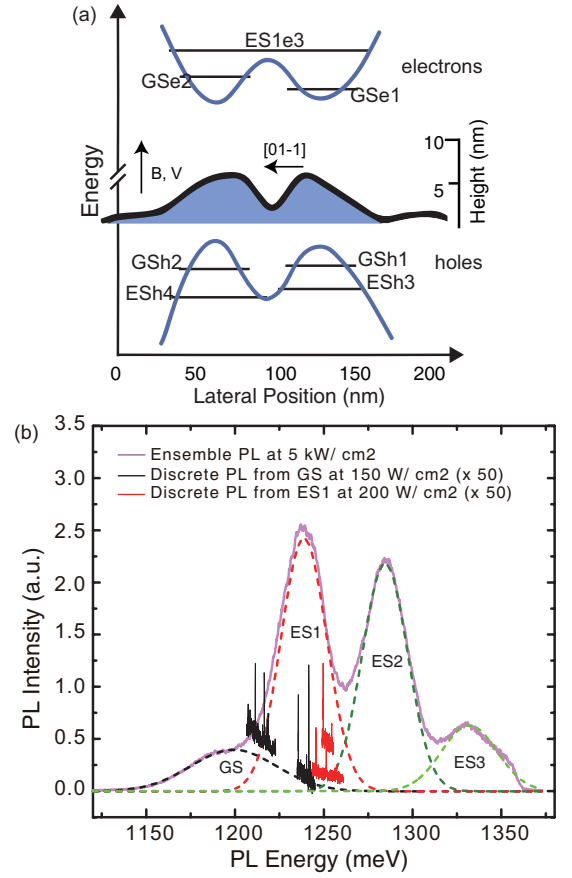 (a)
ES1e3
electrons
GSe2
GSe1
[01-1]
B, V
10
5
Height (nm)
Energy
GSh2
GSh1
holes
ESh4
ESh3
0 50 100 150 200
Lateral Position (nm)
(b)
3.5
3.0
2.5
2.0
1.5
1.0
0.5
0.0
PL Intensity (a.u.)
Ensemble PL at 5 kW/ cm2
Discrete PL from GS at 150 W/ cm2 (x 50)
Discrete PL from ES1 at 200 W/ cm2 (x 50)
ES1
ES2
GS
ES3
1150 1200 1250 1300 1350
PL Energy (meV)